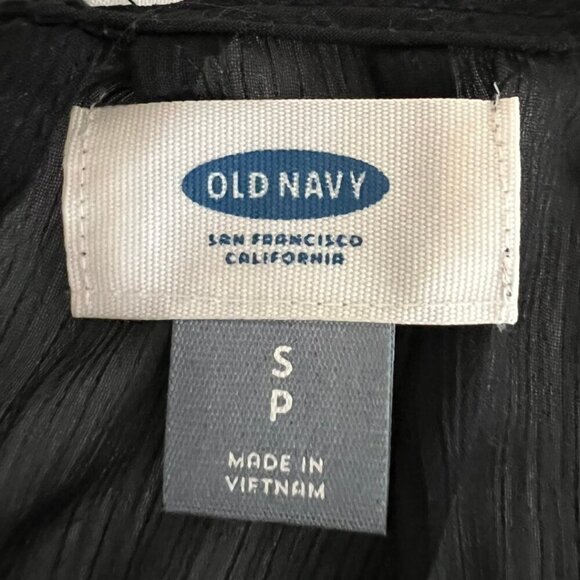 OLD NAVY
SAN FRANCISCO
CALIFORNIA
S
P
MADE IN
VIETNAM